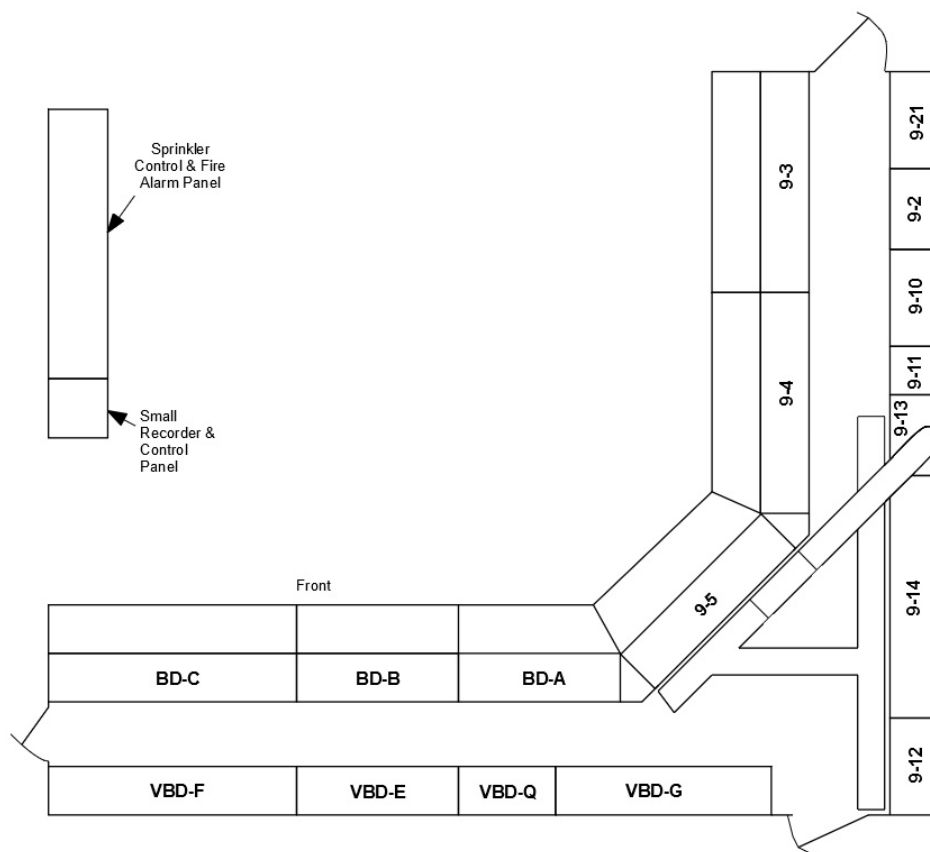 Sprinkler
Control & Fire
Alarm Panel
Small
Recorder &
Control
Panel
9-3
9-4
9-5
9-21
9-2
9-10
9-11
9-13
9-14
9-12
Front
BD-C
BD-B
BD-A
VBD-F
VBD-E
VBD-Q
VBD-G